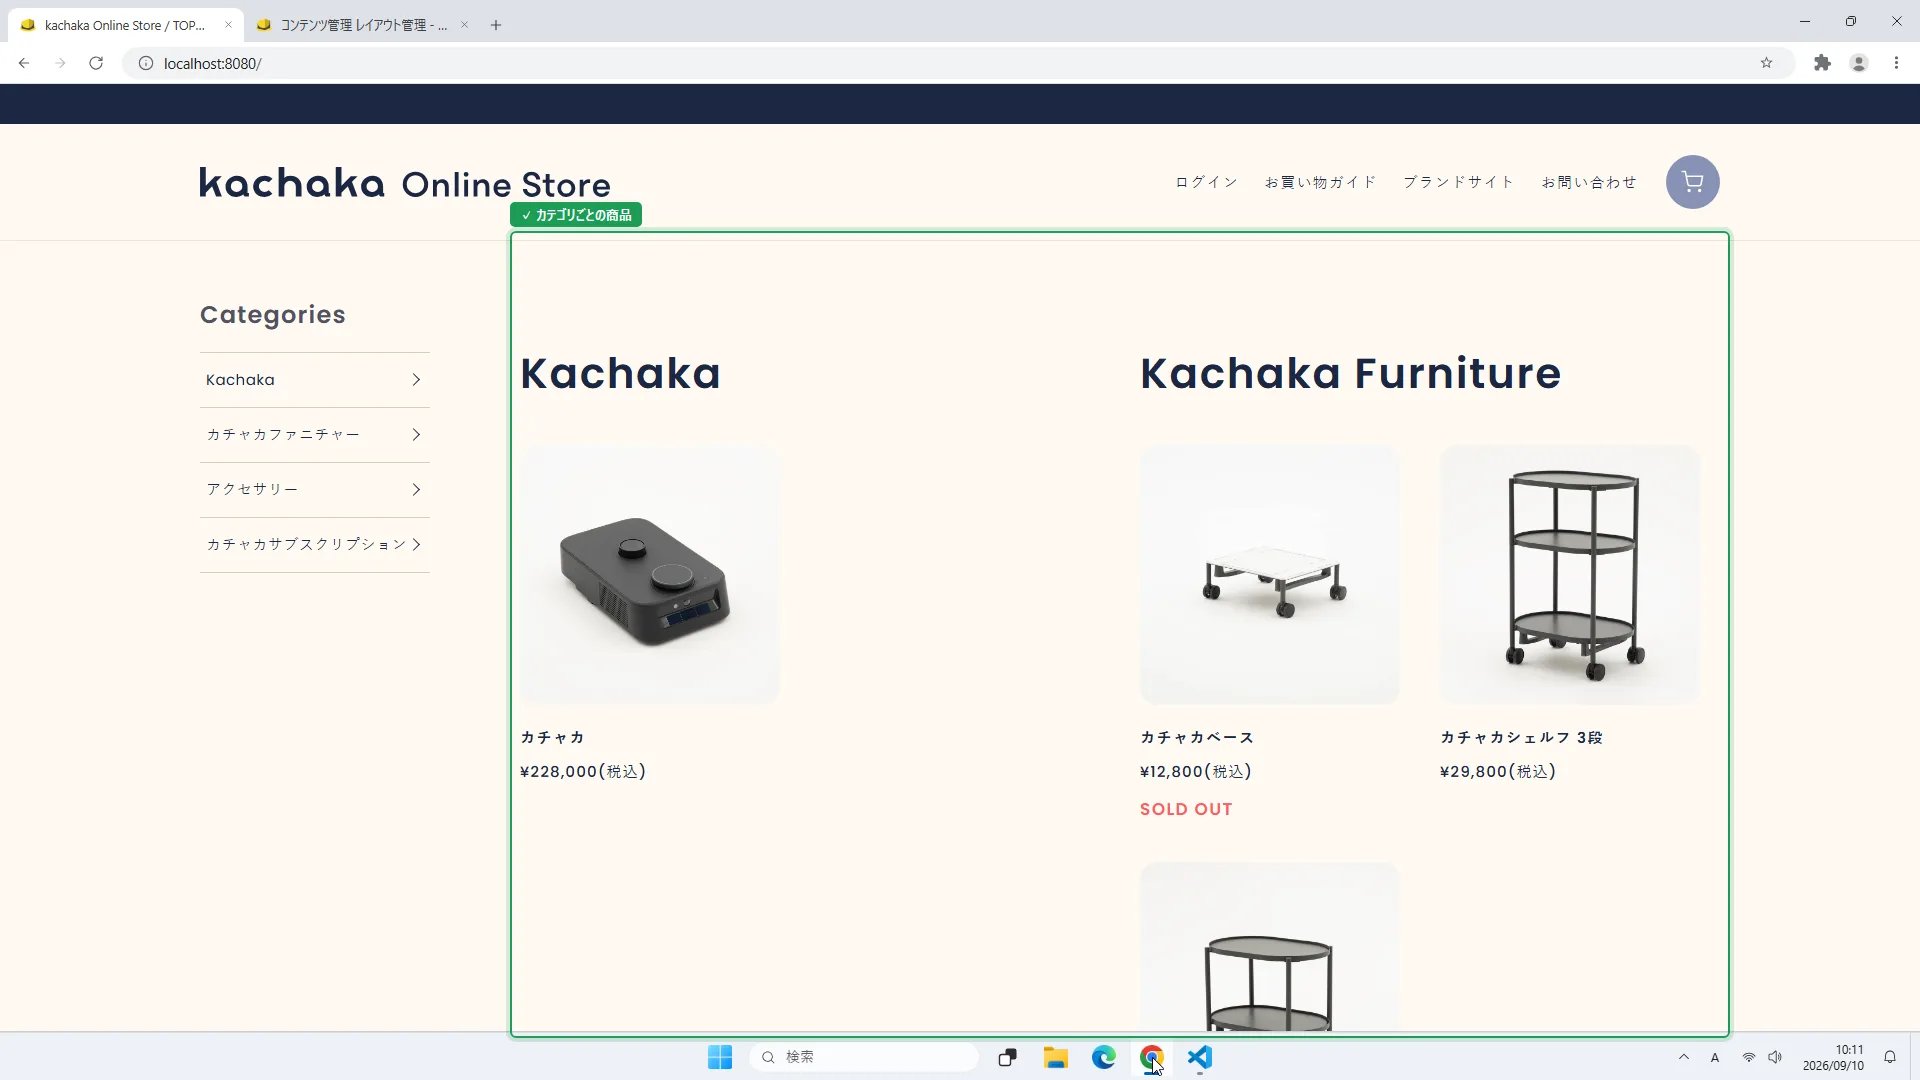 kachaka Online Store / TOP...
コンテンツ管理 レイアウト管理 - ...
localhost:8080/
kachaka Online Store
ログイン
お買い物ガイド
ブランドサイト
お問い合わせ
✓ カテゴリごとの商品
Categories
Kachaka
カチャカファニチャー
アクセサリー
カチャカサブスクリプション
Kachaka
カチャカ
¥228,000(税込)
Kachaka Furniture
カチャカベース
¥12,800(税込)
SOLD OUT
カチャカシェルフ 3段
¥29,800(税込)
検索
A
10:11
2026/09/10